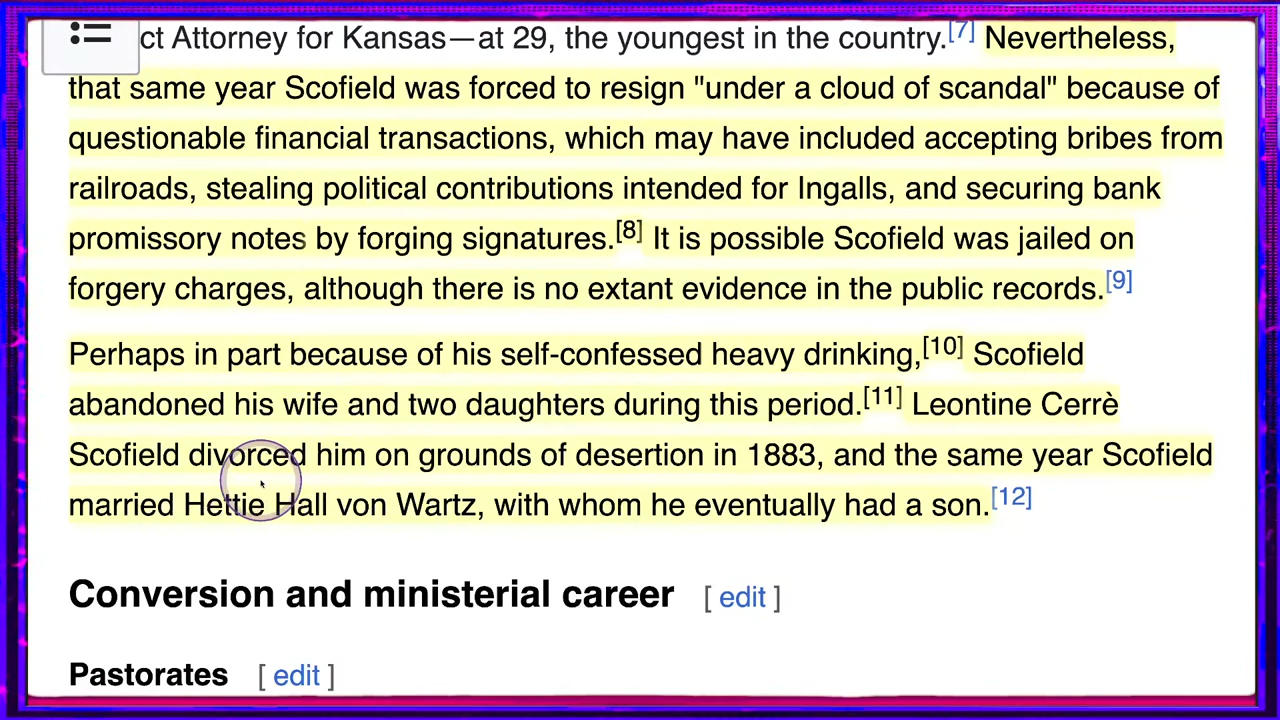 ct Attorney for Kansas—at 29, the youngest in the country.[7] Nevertheless,
that same year Scofield was forced to resign "under a cloud of scandal" because of
questionable financial transactions, which may have included accepting bribes from
railroads, stealing political contributions intended for Ingalls, and securing bank
promissory notes by forging signatures.[8] It is possible Scofield was jailed on
forgery charges, although there is no extant evidence in the public records.[9]
Perhaps in part because of his self-confessed heavy drinking,[10] Scofield
abandoned his wife and two daughters during this period.[11] Leontine Cerrè
Scofield divorced him on grounds of desertion in 1883, and the same year Scofield
married Hettie Hall von Wartz, with whom he eventually had a son.[12]
Conversion and ministerial career [ edit ]
Pastorates [ edit ]